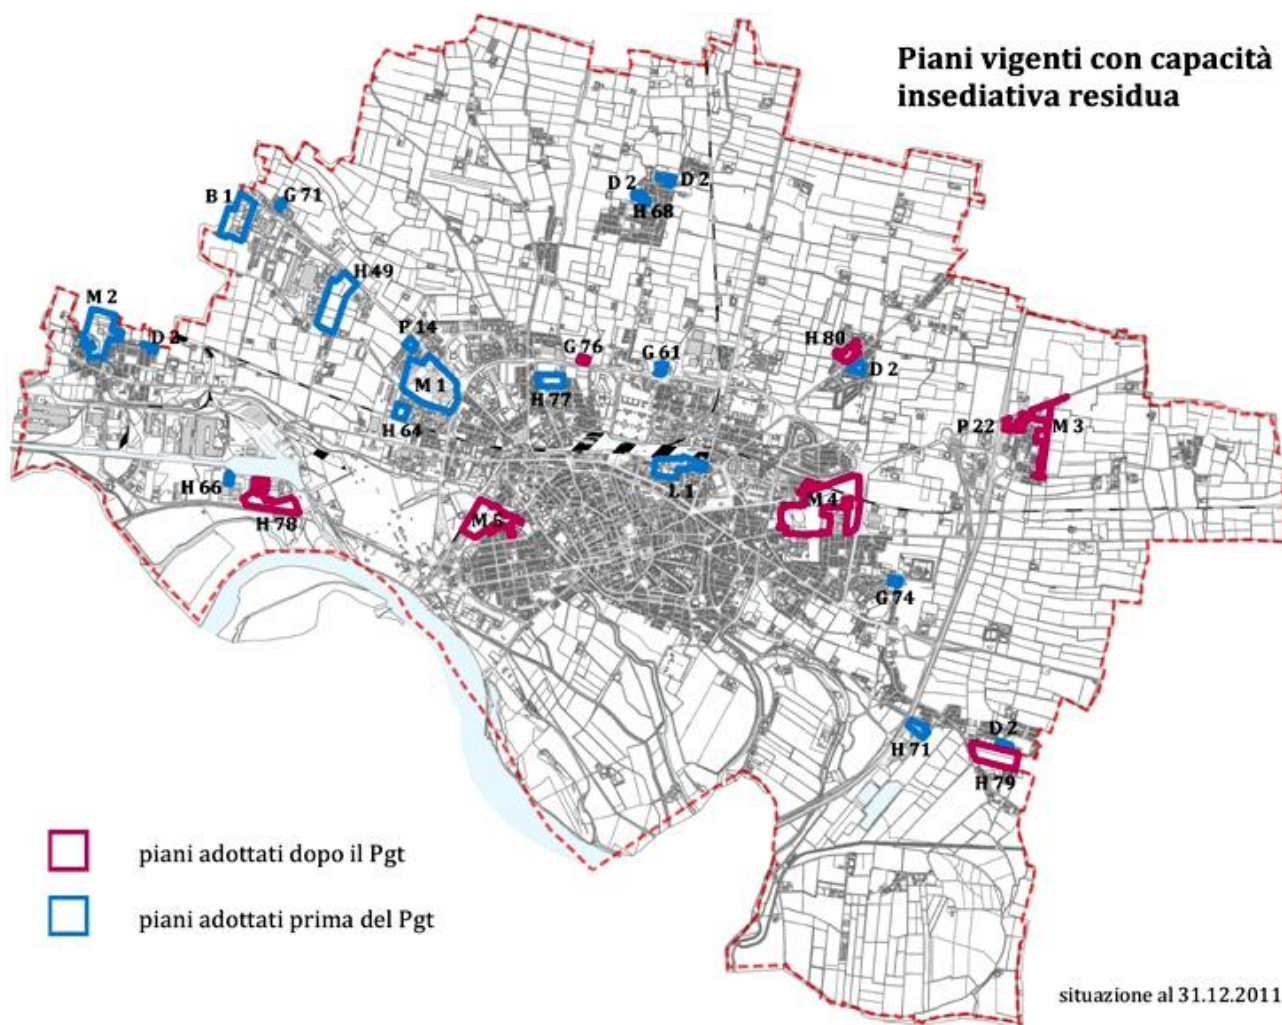 Piani vigenti con capacità
insediativa residua
D 2
D 2
H 68
B 1
G 71
H 49
M 2
D 2
P 14
M 1
H 64
G 76
H 77
G 61
H 80
D 2
P 22
M 3
H 66
H 78
M 5
L 1
M 4
G 74
H 71
D 2
H 79
piani adottati dopo il Pgt
piani adottati prima del Pgt
situazione al 31.12.2011